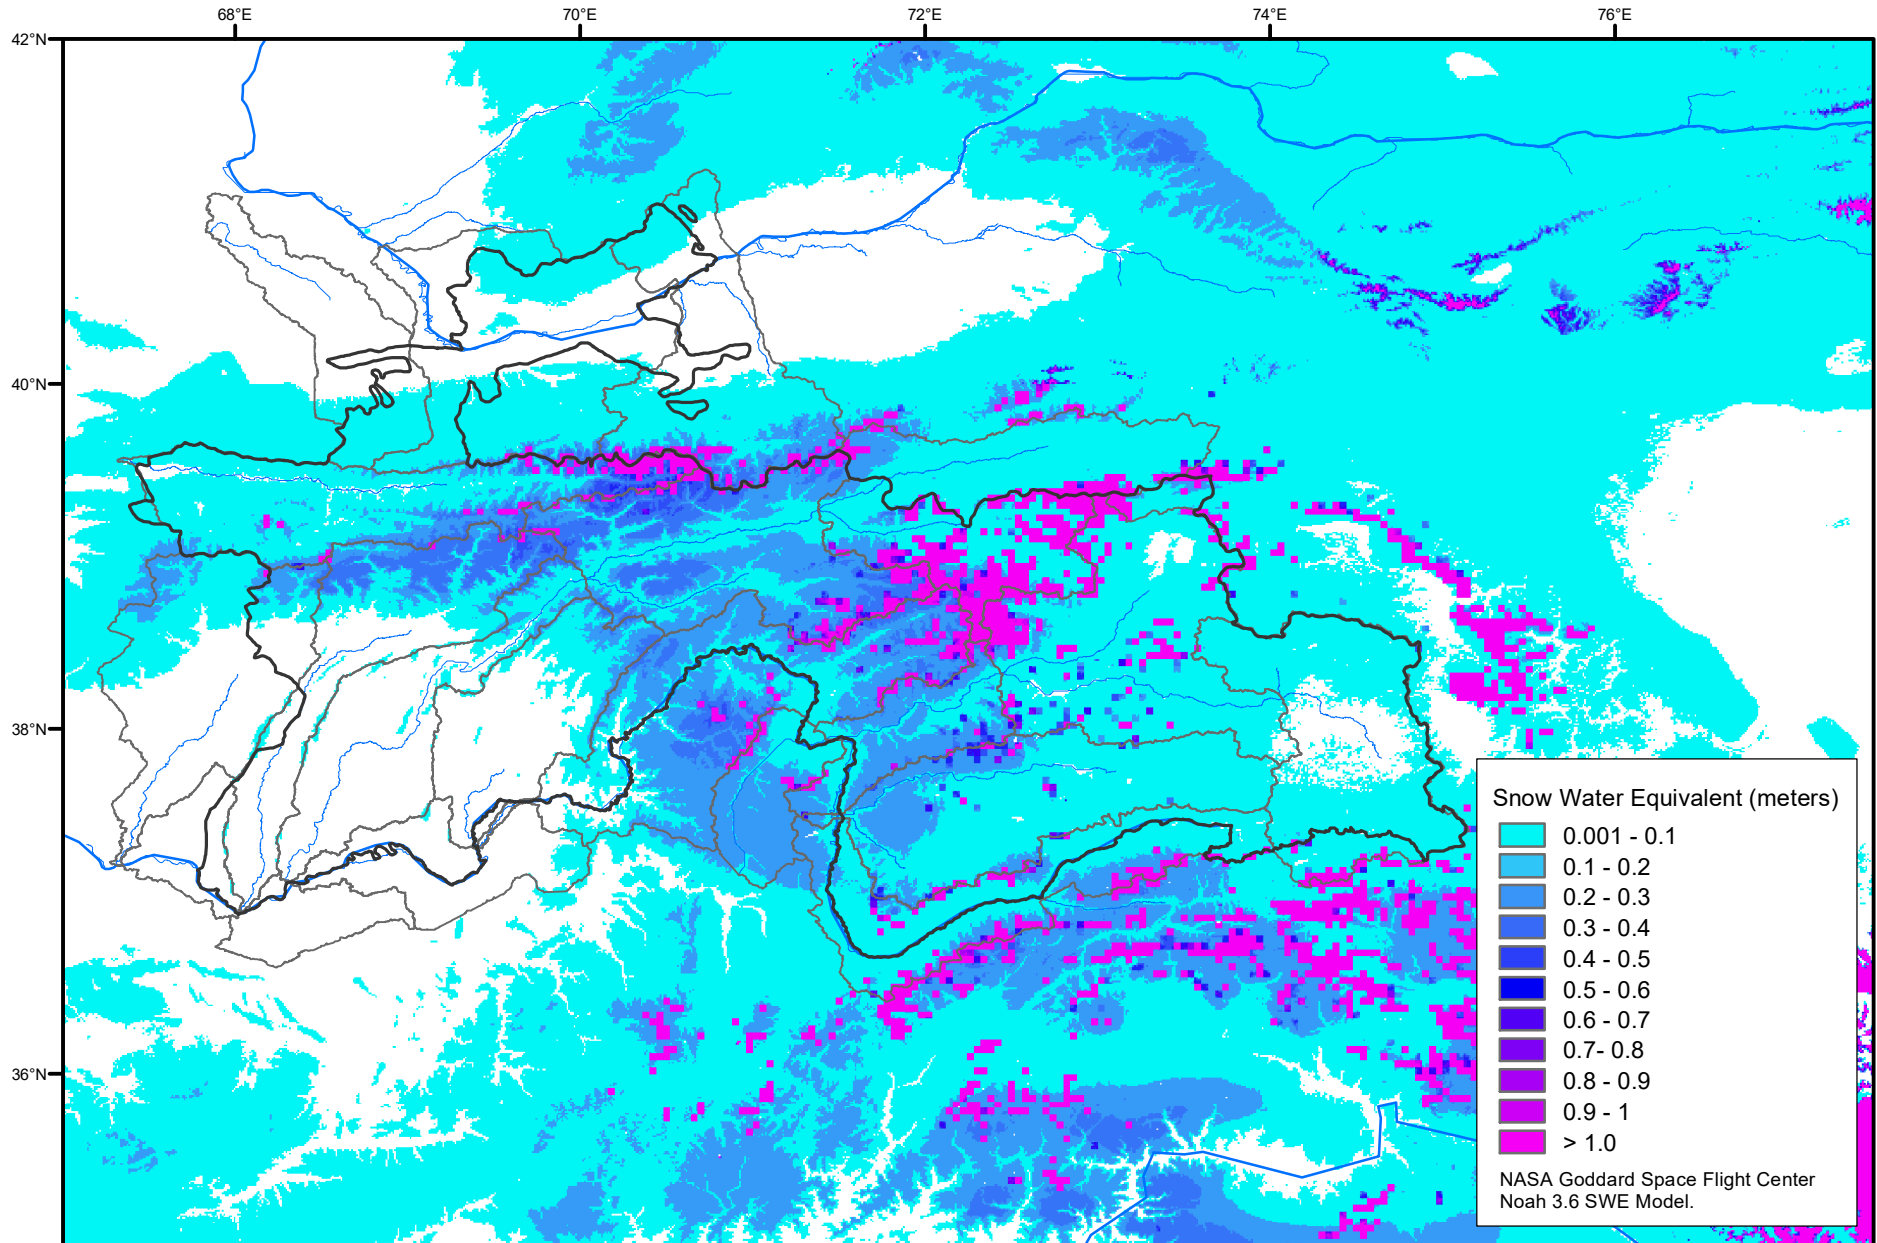 68°E
70°E
72°E
74°E
76°E
42°N
40°N
38°N
36°N
Snow Water Equivalent (meters)
0.001 - 0.1
0.1 - 0.2
0.2 - 0.3
0.3 - 0.4
0.4 - 0.5
0.5 - 0.6
0.6 - 0.7
0.7- 0.8
0.8 - 0.9
0.9 - 1
> 1.0
NASA Goddard Space Flight Center
Noah 3.6 SWE Model.